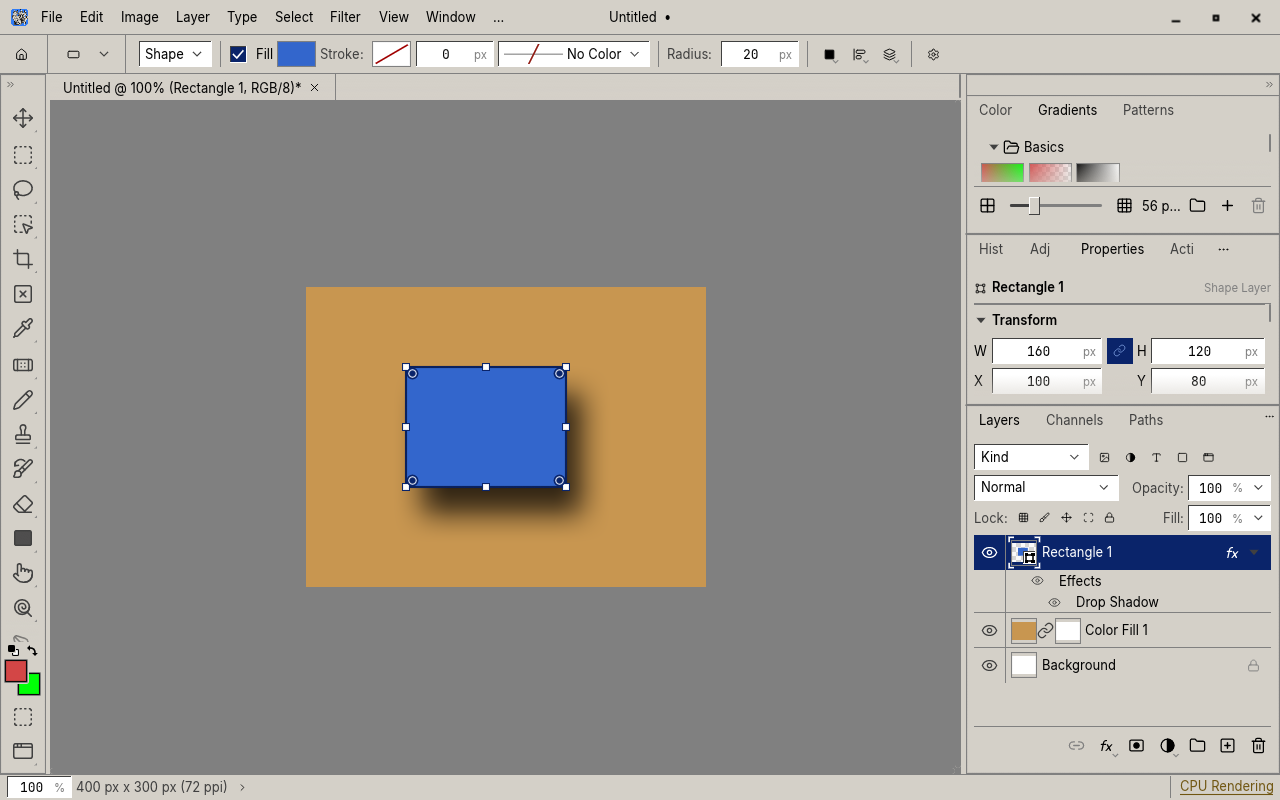 File Edit Image Layer Type Select Filter View Window ... Untitled •
Shape Fill Stroke: 0 px No Color Radius: 20 px
Untitled @ 100% (Rectangle 1, RGB/8)*
Color Gradients Patterns
Basics
56 p...
Hist Adj Properties Acti ...
Rectangle 1 Shape Layer
Transform
W 160 px H 120 px
X 100 px Y 80 px
Layers Channels Paths ...
Kind
Normal Opacity: 100 %
Lock: Fill: 100 %
Rectangle 1 fx
Effects
Drop Shadow
Color Fill 1
Background
fx
100 % 400 px x 300 px (72 ppi) CPU Rendering